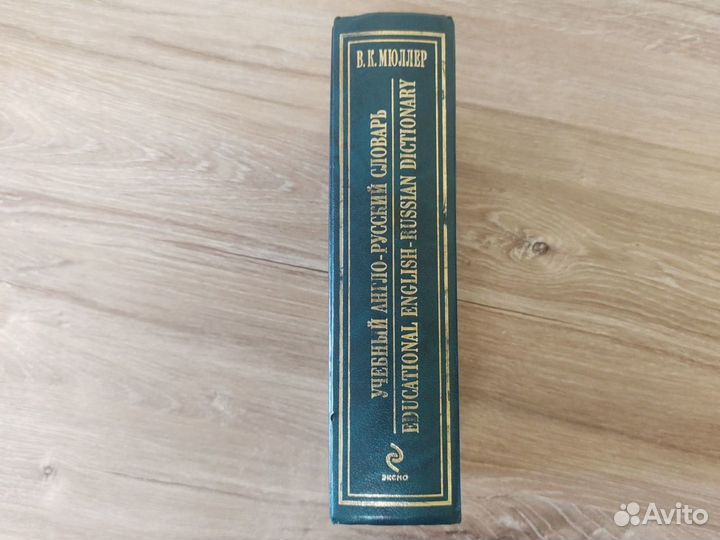 В. К. МЮЛЛЕР
УЧЕБНЫЙ АНГЛО-РУССКИЙ СЛОВАРЬ
EDUCATIONAL ENGLISH-RUSSIAN DICTIONARY
ЭКСМО
Avito